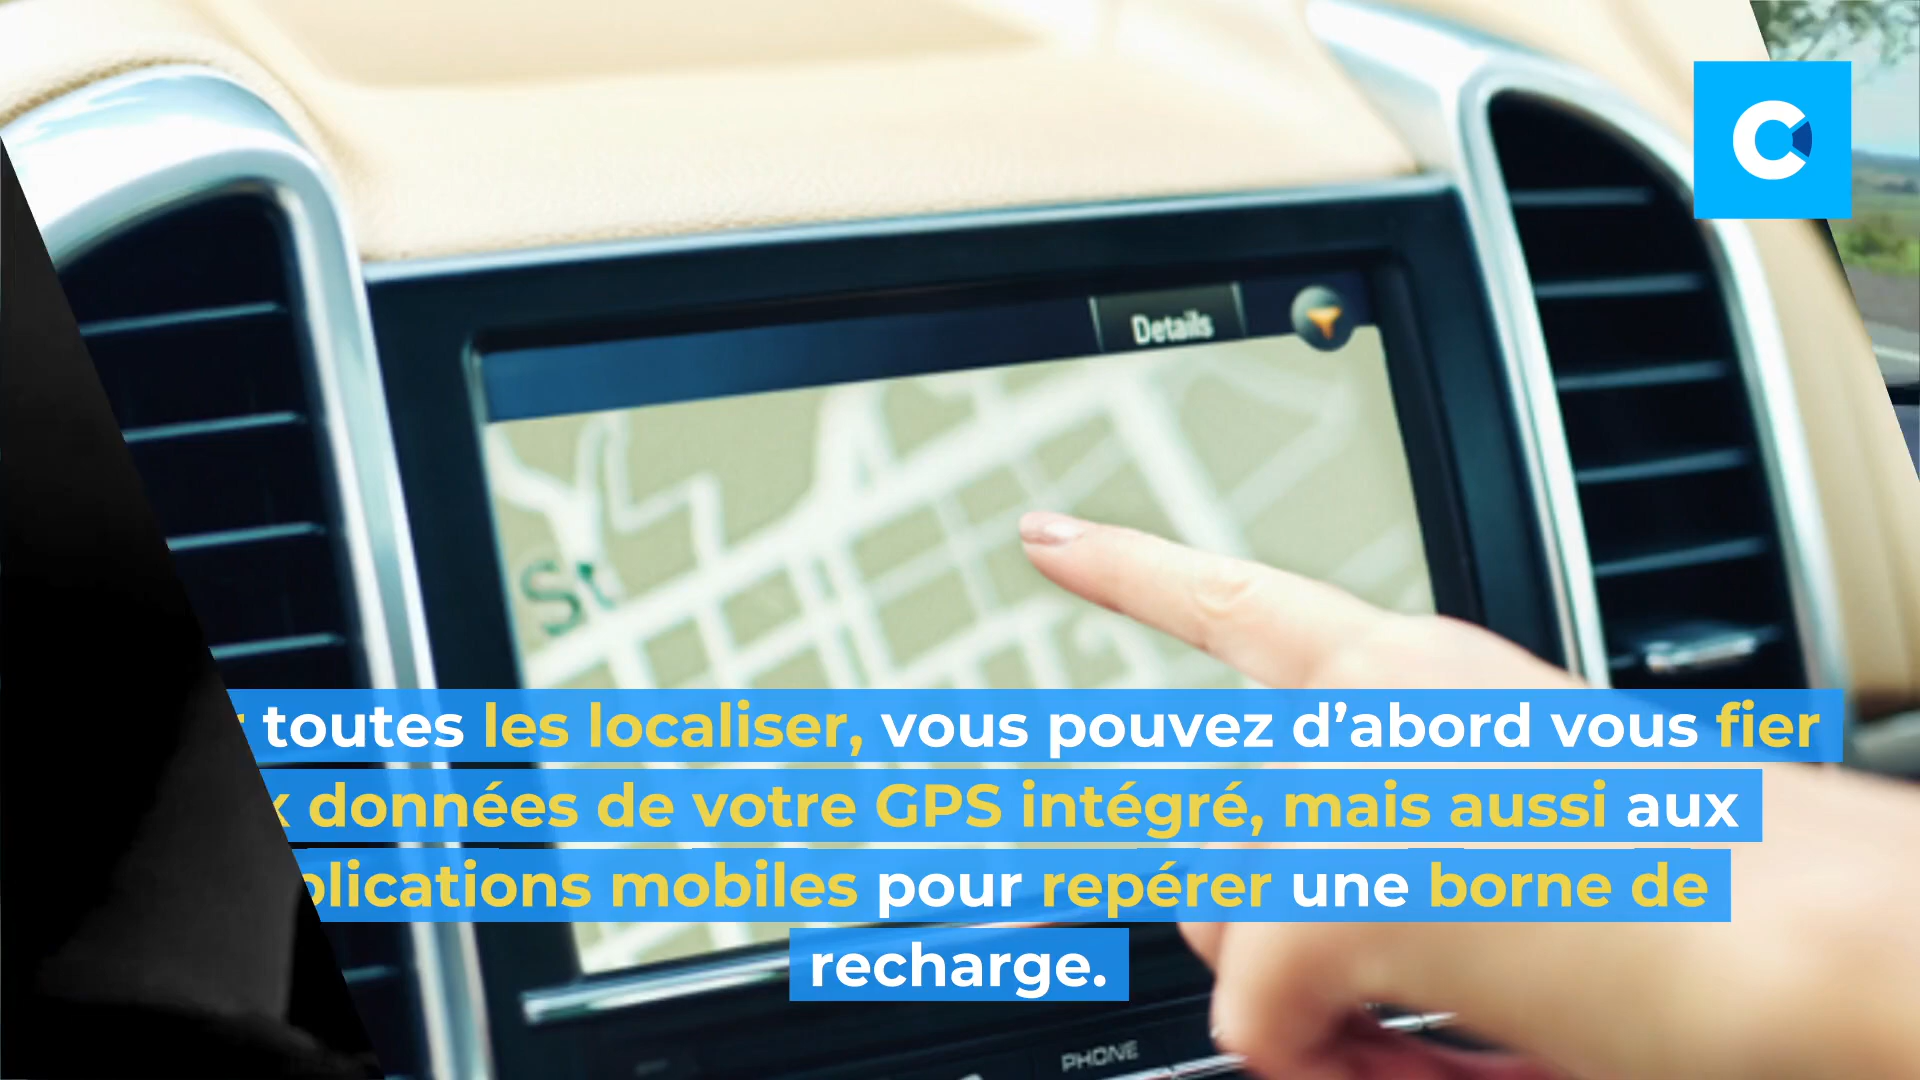 Details
St
toutes les localiser, vous pouvez d’abord vous fier
données de votre GPS intégré, mais aussi aux
plications mobiles pour repérer une borne de
recharge.
PHONE